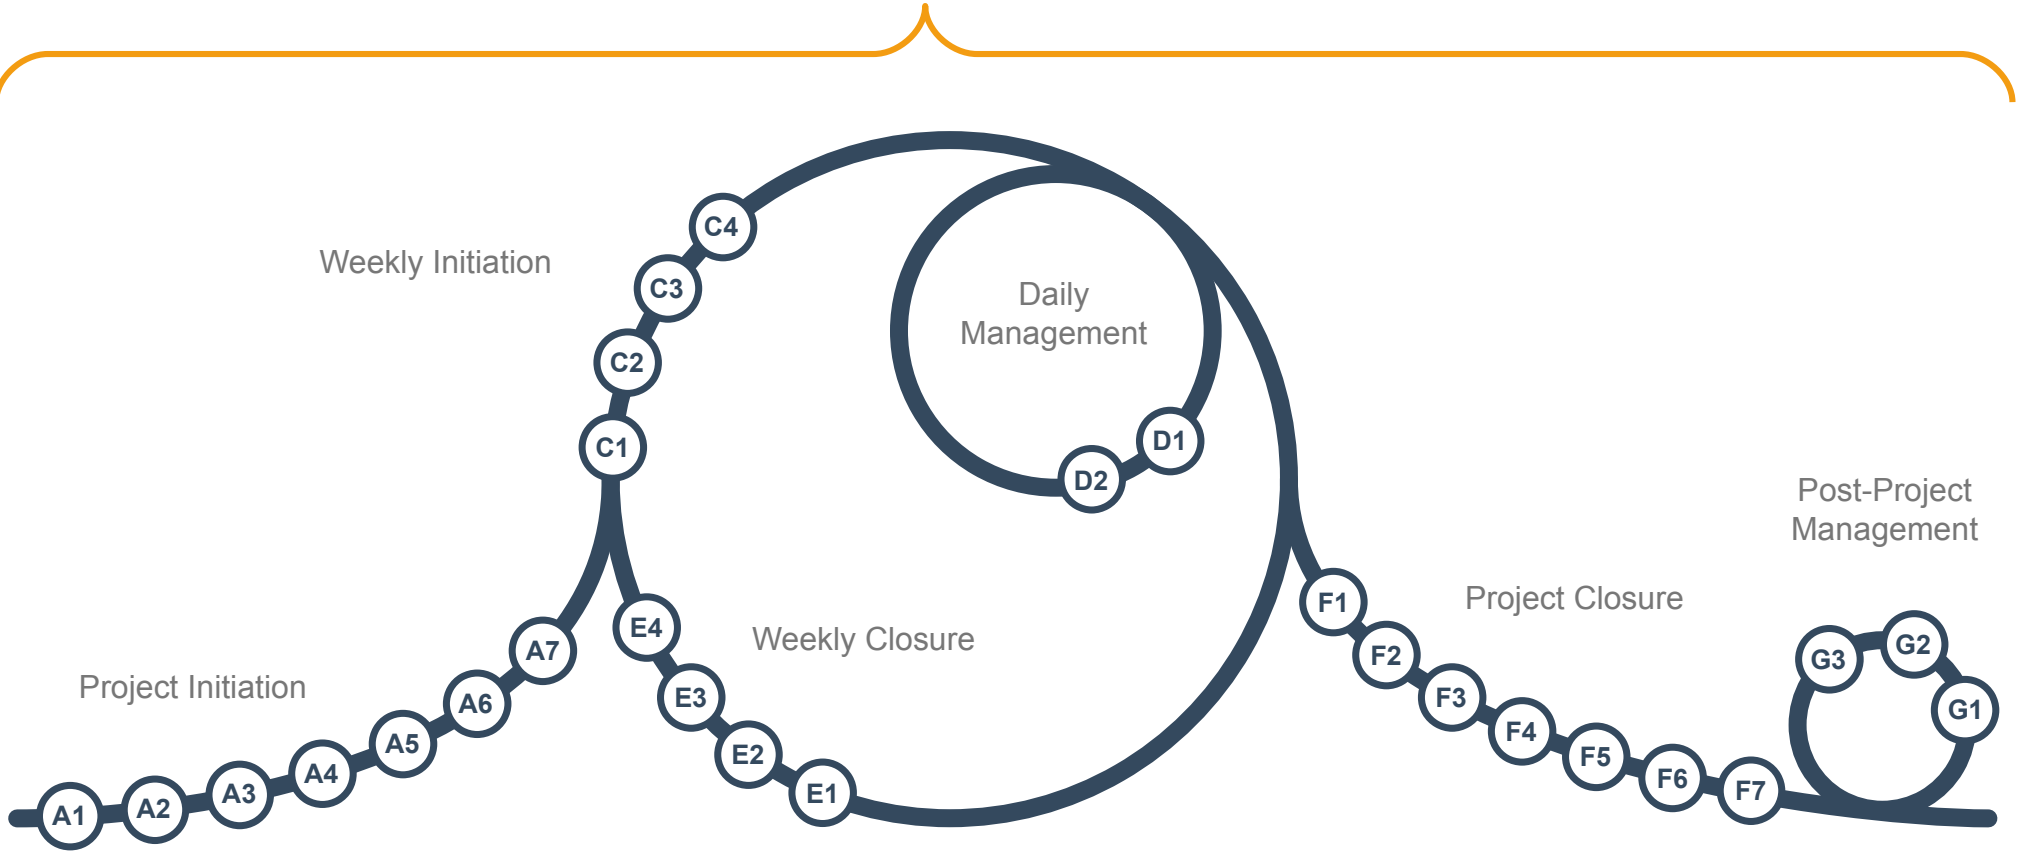 C4
Weekly Initiation
C3
Daily
Management
C2
C1
D1
D2
Post-Project
Management
F1
Project Closure
E4
Weekly Closure
A7
F2
G3
G2
Project Initiation
A6
E3
F3
G1
A5
E2
F4
F5
A4
A3
E1
F6
F7
A2
A1